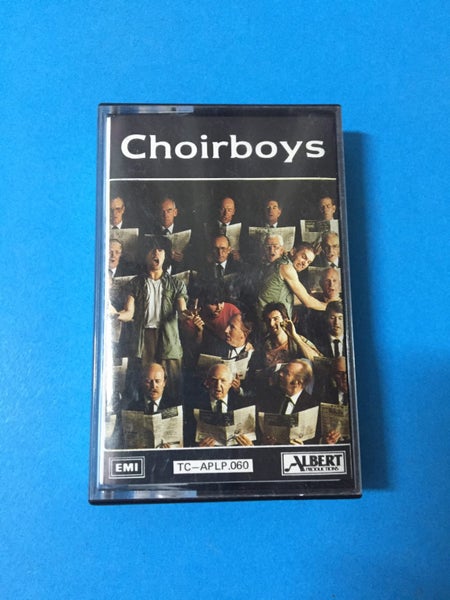 Choirboys
EMI
TC-APLP.060
ALBERT
PRODUCTIONS